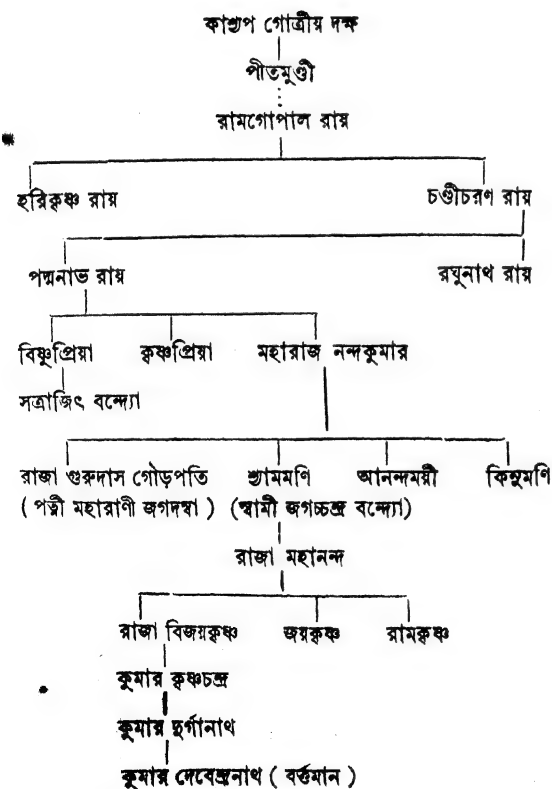 কাশ্যপ গোত্রীয় দক্ষ
পীতমুণ্ডী
রামগোপাল রায়
হরিকৃষ্ণ রায় চণ্ডীচরণ রায়
পদ্মনাভ রায় রঘুনাথ রায়
বিষ্ণুপ্রিয়া কৃষ্ণপ্রিয়া মহারাজ নন্দকুমার
সত্রাজিৎ বন্দ্যো
রাজা গুরুদাস গৌড়পতি শ্যামমণি আনন্দময়ী কিনুমণি
( পত্নী মহারাণী জগদম্বা ) (স্বামী জগচ্চন্দ্র বন্দ্যো)
রাজা মহানন্দ
রাজা বিজয়কৃষ্ণ জয়কৃষ্ণ রামকৃষ্ণ
কুমার কৃষ্ণচন্দ্র
কুমার দুর্গানাথ
কুমার দেবেন্দ্রনাথ ( বর্ত্তমান )